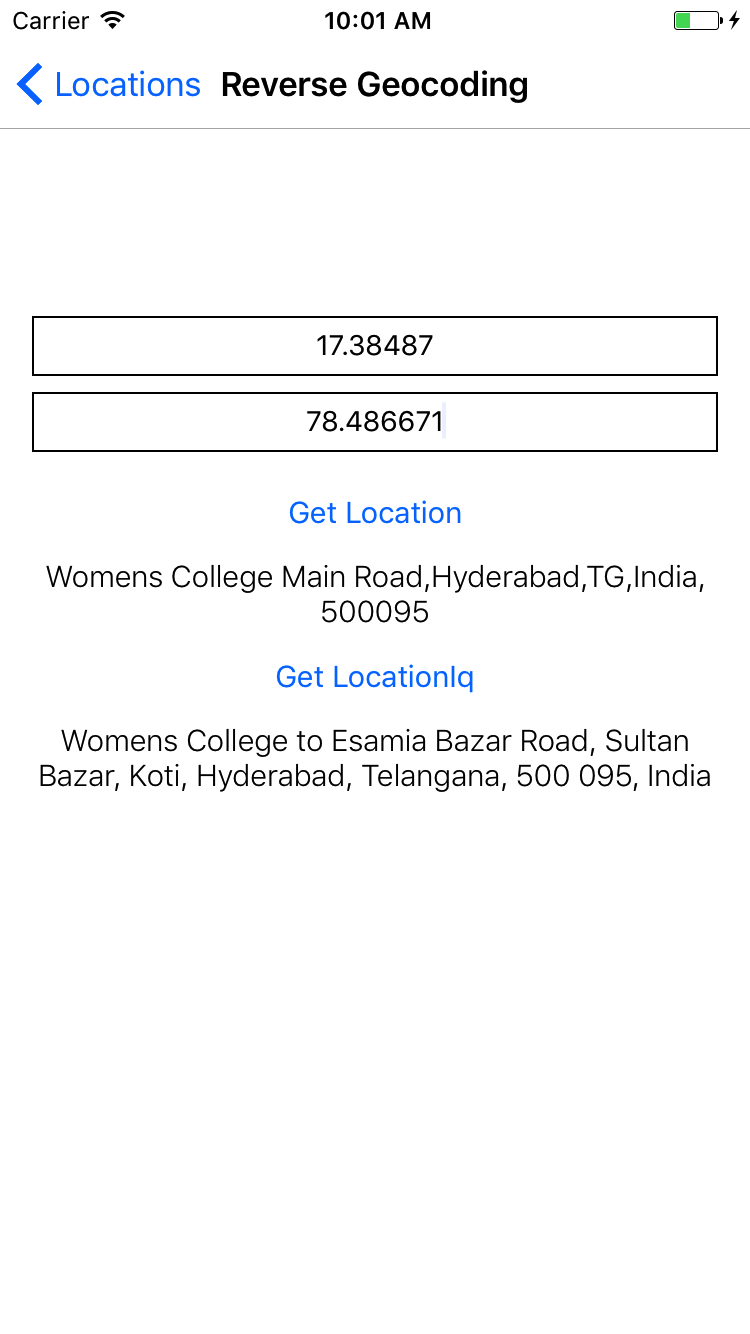 Carrier 10:01 AM
Locations Reverse Geocoding
17.38487
78.486671
Get Location
Womens College Main Road,Hyderabad,TG,India,
500095
Get LocationIq
Womens College to Esamia Bazar Road, Sultan
Bazar, Koti, Hyderabad, Telangana, 500 095, India